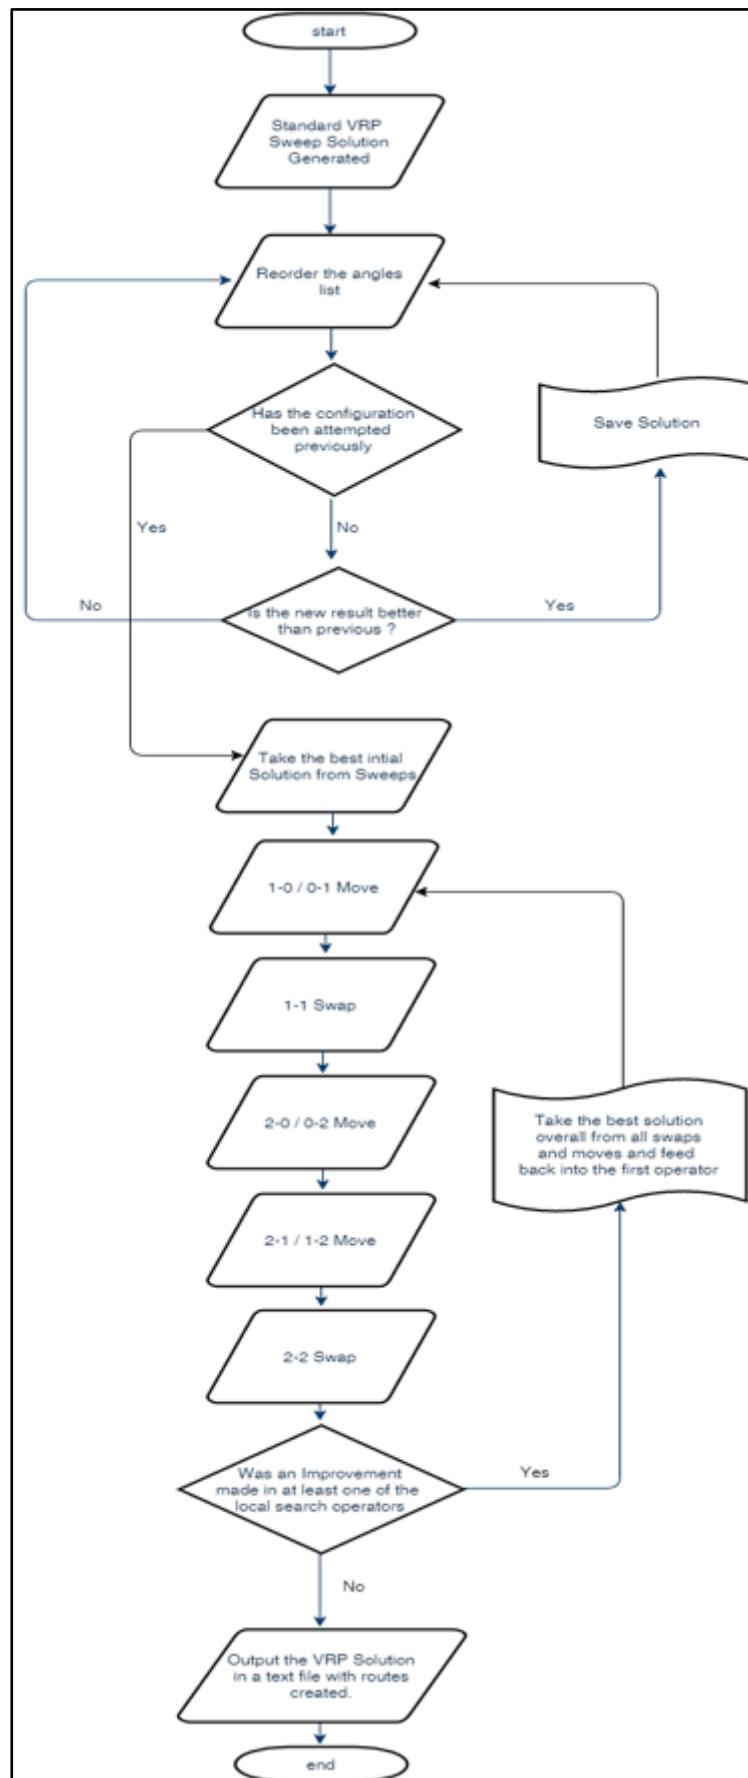 start
Standard VRP
Sweep Solution
Generated
Reorder the angles
list
Has the configuration
been attempted
previously
Save Solution
Yes
No
No
Is the new result better
than previous ?
Yes
Take the best intial
Solution from Sweeps
1-0 / 0-1 Move
1-1 Swap
2-0 / 0-2 Move
Take the best solution
overall from all swaps
and moves and feed
back into the first operator
2-1 / 1-2 Move
2-2 Swap
Was an Improvement
made in at least one of the
local search operators
Yes
No
Output the VRP Solution
in a text file with routes
created.
end